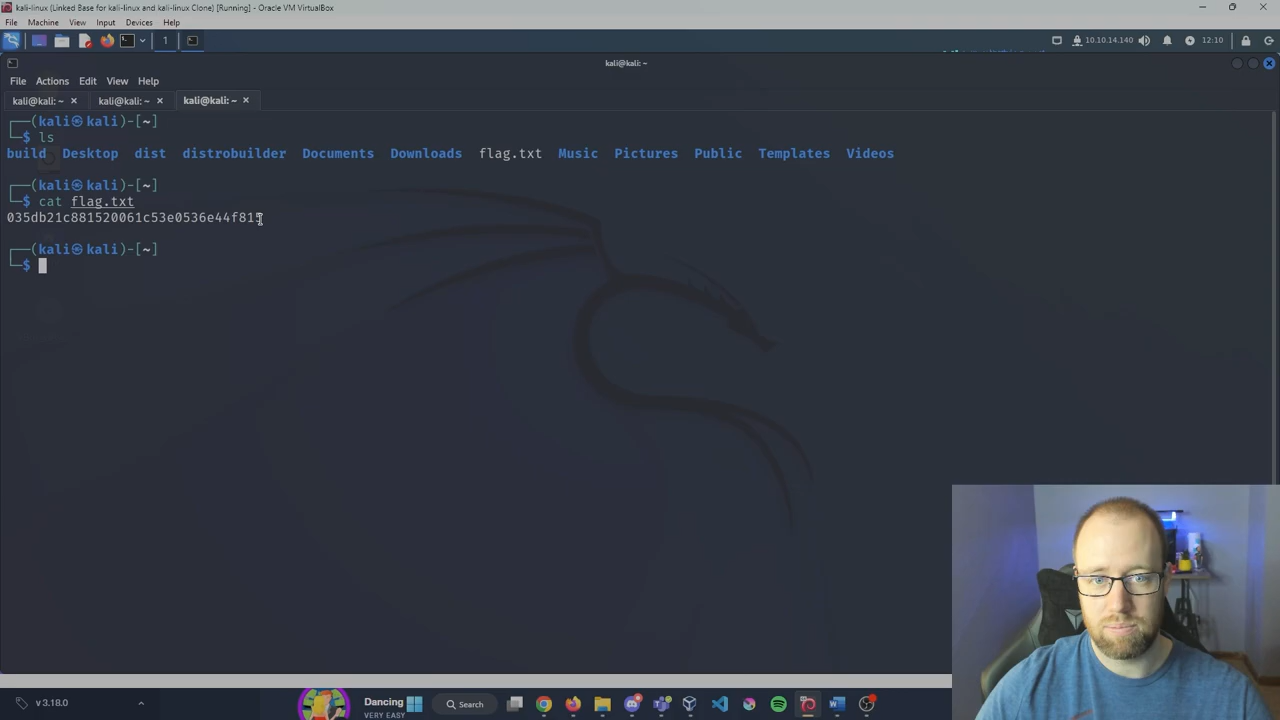 kali-linux (Linked Base for kali-linux and kali-linux Clone) [Running] - Oracle VM VirtualBox
File Machine View Input Devices Help
1 10.10.14.140 12:10
kali@kali: ~
File Actions Edit View Help
kali@kali: ~ × kali@kali: ~ × kali@kali: ~ ×
┌──(kali㉿kali)-[~]
└─$ ls
build Desktop dist distrobuilder Documents Downloads flag.txt Music Pictures Public Templates Videos
┌──(kali㉿kali)-[~]
└─$ cat flag.txt
035db21c881520061c53e0536e44f815
┌──(kali㉿kali)-[~]
└─$
v 3.18.0 Dancing Search
VERY EASY